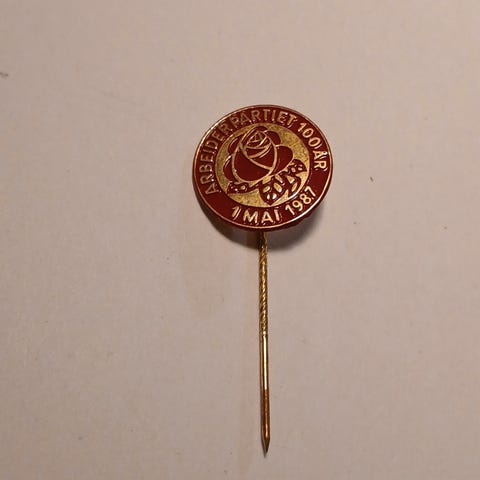 ARBEIDERPARTIET 100 ÅR
1 MAI 1987